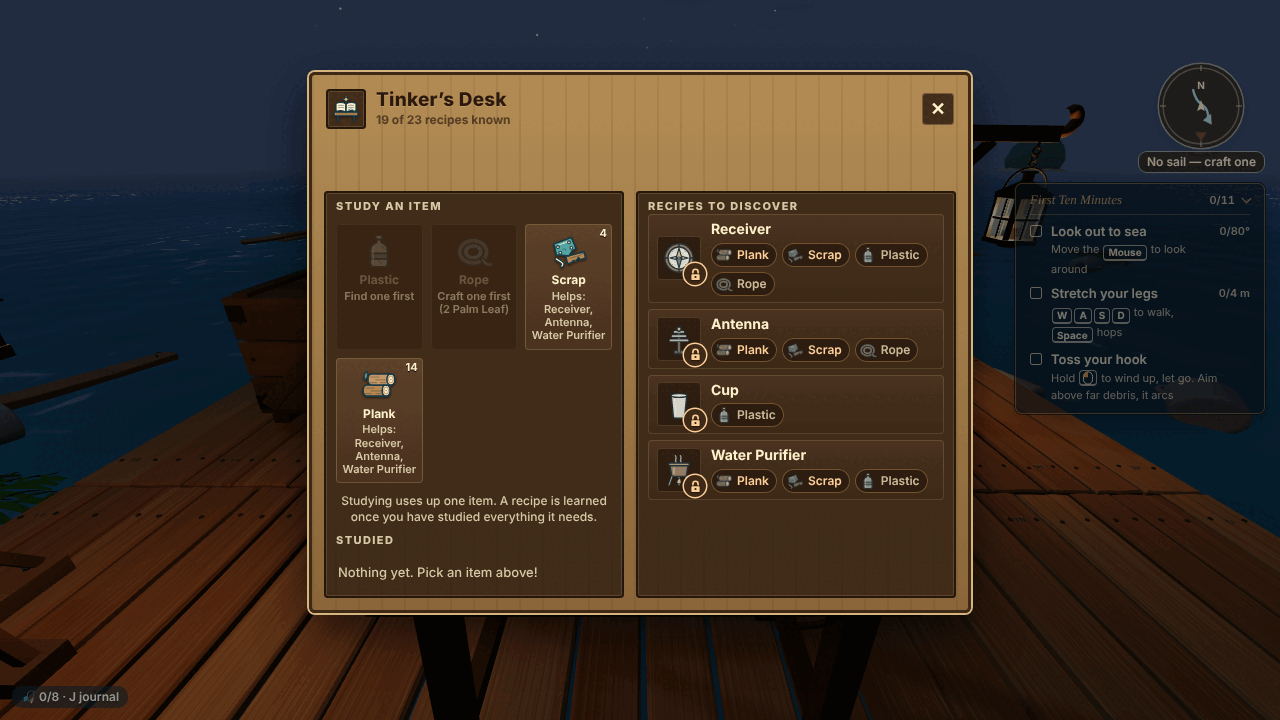 Tinker's Desk
19 of 23 recipes known
STUDY AN ITEM
Plastic
Find one first
Rope
Craft one first
(2 Palm Leaf)
4
Scrap
Helps:
Receiver,
Antenna,
Water Purifier
14
Plank
Helps:
Receiver,
Antenna,
Water Purifier
Studying uses up one item. A recipe is learned
once you have studied everything it needs.
STUDIED
Nothing yet. Pick an item above!
RECIPES TO DISCOVER
Receiver
Plank Scrap Plastic
Rope
Antenna
Plank Scrap Rope
Cup
Plastic
Water Purifier
Plank Scrap Plastic
N
No sail — craft one
First Ten Minutes 0/11
Look out to sea 0/80°
Move the Mouse to look
around
Stretch your legs 0/4 m
W A S D to walk,
Space hops
Toss your hook
Hold to wind up, let go. Aim
above far debris, it arcs
0/8 · J journal